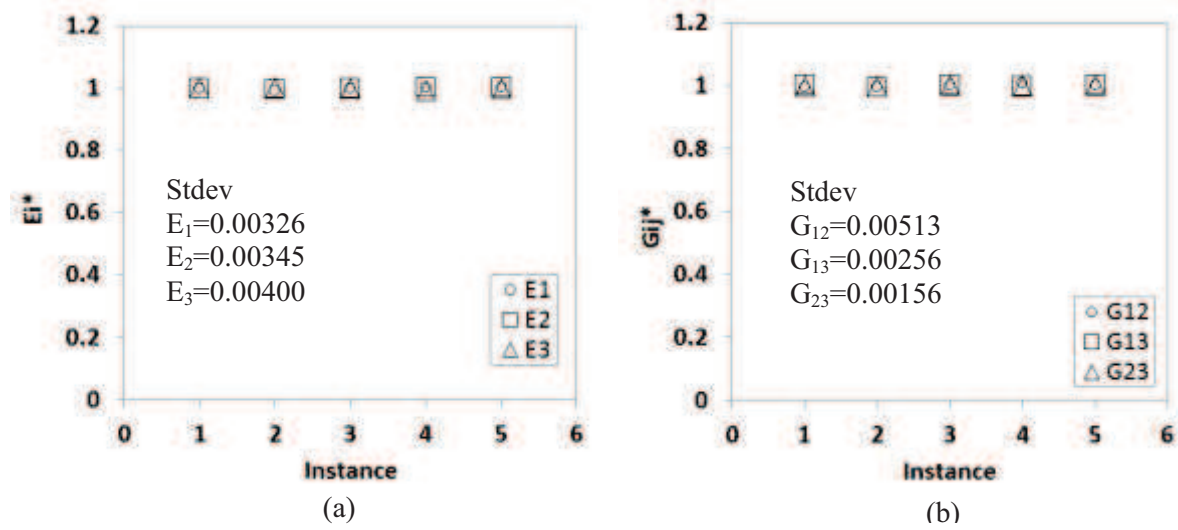 1.2
1
0.8
0.6
0.4
0.2
0
Ei*
Stdev
E₁=0.00326
E₂=0.00345
E₃=0.00400
E1
E2
E3
0 1 2 3 4 5 6
Instance
(a)
1.2
1
0.8
0.6
0.4
0.2
0
Gij*
Stdev
G₁₂=0.00513
G₁₃=0.00256
G₂₃=0.00156
G12
G13
G23
0 1 2 3 4 5 6
Instance
(b)